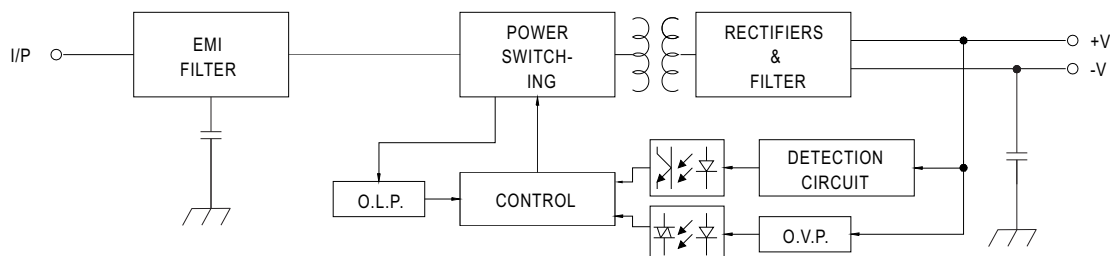 I/P
EMI
FILTER
POWER
SWITCH-
ING
RECTIFIERS
&
FILTER
+V
-V
DETECTION
CIRCUIT
O.L.P.
CONTROL
O.V.P.